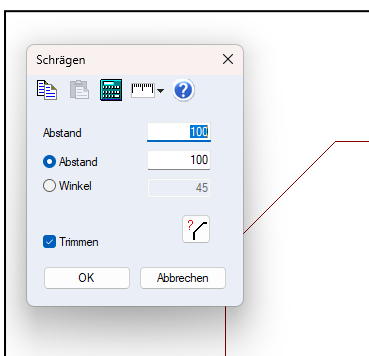 Schrägen
Abstand 100
Abstand 100
Winkel 45
?
Trimmen
OK Abbrechen